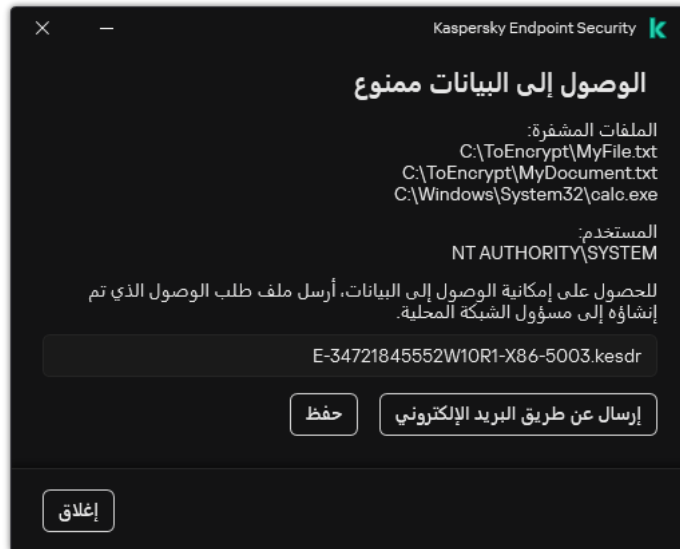 Kaspersky Endpoint Security
الوصول إلى البيانات ممنوع
الملفات المشفرة:
C:\ToEncrypt\MyFile.txt
C:\ToEncrypt\MyDocument.txt
C:\Windows\System32\calc.exe
المستخدم:
NT AUTHORITY\SYSTEM
للحصول على إمكانية الوصول إلى البيانات، أرسل ملف طلب الوصول الذي تم
إنشاؤه إلى مسؤول الشبكة المحلية.
E-34721845552W10R1-X86-5003.kesdr
إرسال عن طريق البريد الإلكتروني
حفظ
إغلاق